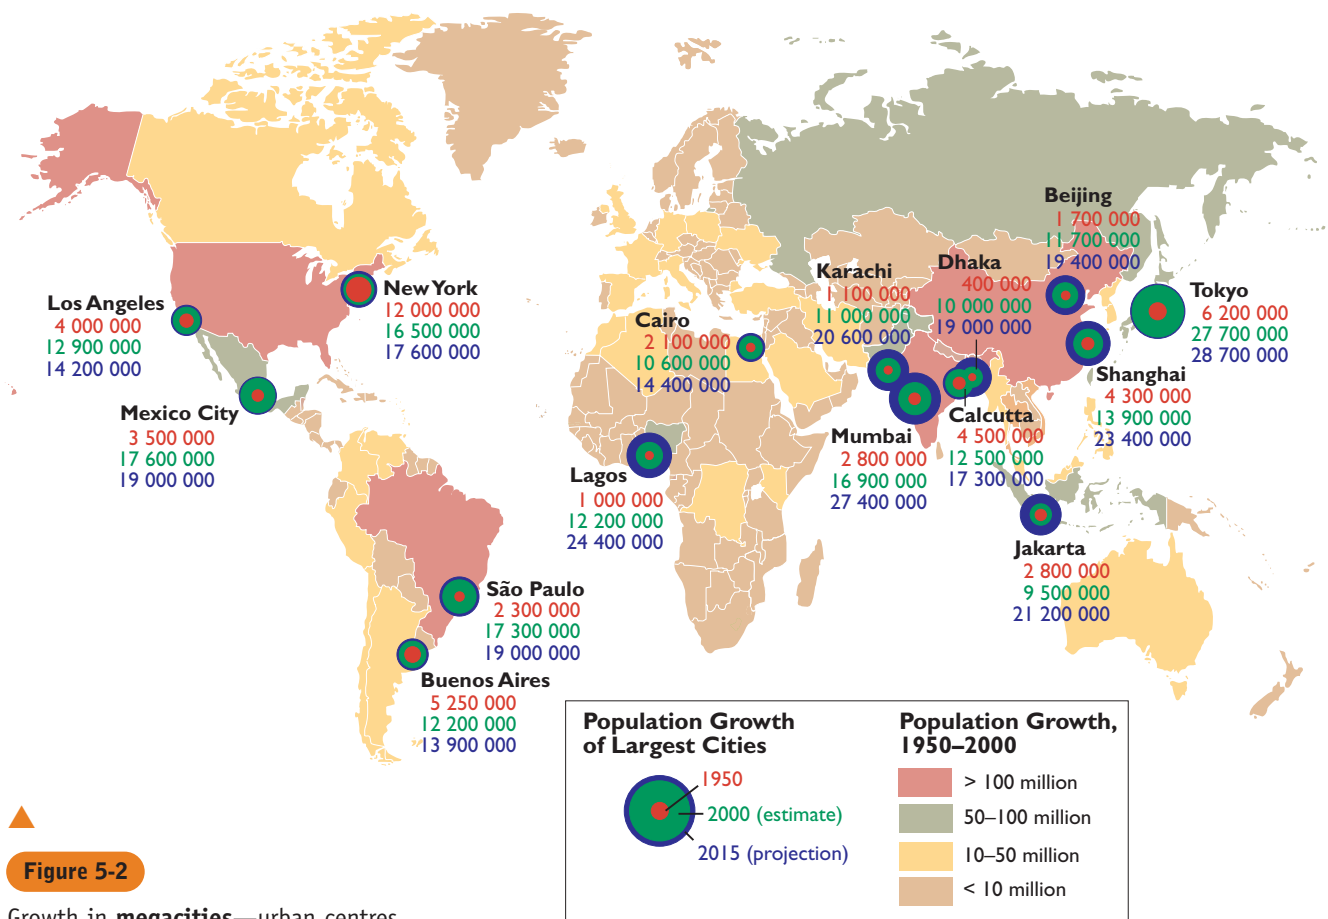 Beijing
1 700 000
11 700 000
19 400 000
Dhaka
400 000
10 000 000
19 000 000
Karachi
1 100 000
11 000 000
20 600 000
New York
12 000 000
16 500 000
17 600 000
Los Angeles
4 000 000
12 900 000
14 200 000
Cairo
2 100 000
10 600 000
14 400 000
Tokyo
6 200 000
27 700 000
28 700 000
Shanghai
4 300 000
13 900 000
23 400 000
Mexico City
3 500 000
17 600 000
19 000 000
Calcutta
4 500 000
12 500 000
17 300 000
Mumbai
2 800 000
16 900 000
27 400 000
Lagos
1 000 000
12 200 000
24 400 000
Jakarta
2 800 000
9 500 000
21 200 000
São Paulo
2 300 000
17 300 000
19 000 000
Buenos Aires
5 250 000
12 200 000
13 900 000
Population Growth
of Largest Cities
1950
2000 (estimate)
2015 (projection)
Population Growth,
1950–2000
> 100 million
50–100 million
10–50 million
< 10 million
Figure 5-2
Growth in megacities—urban centres